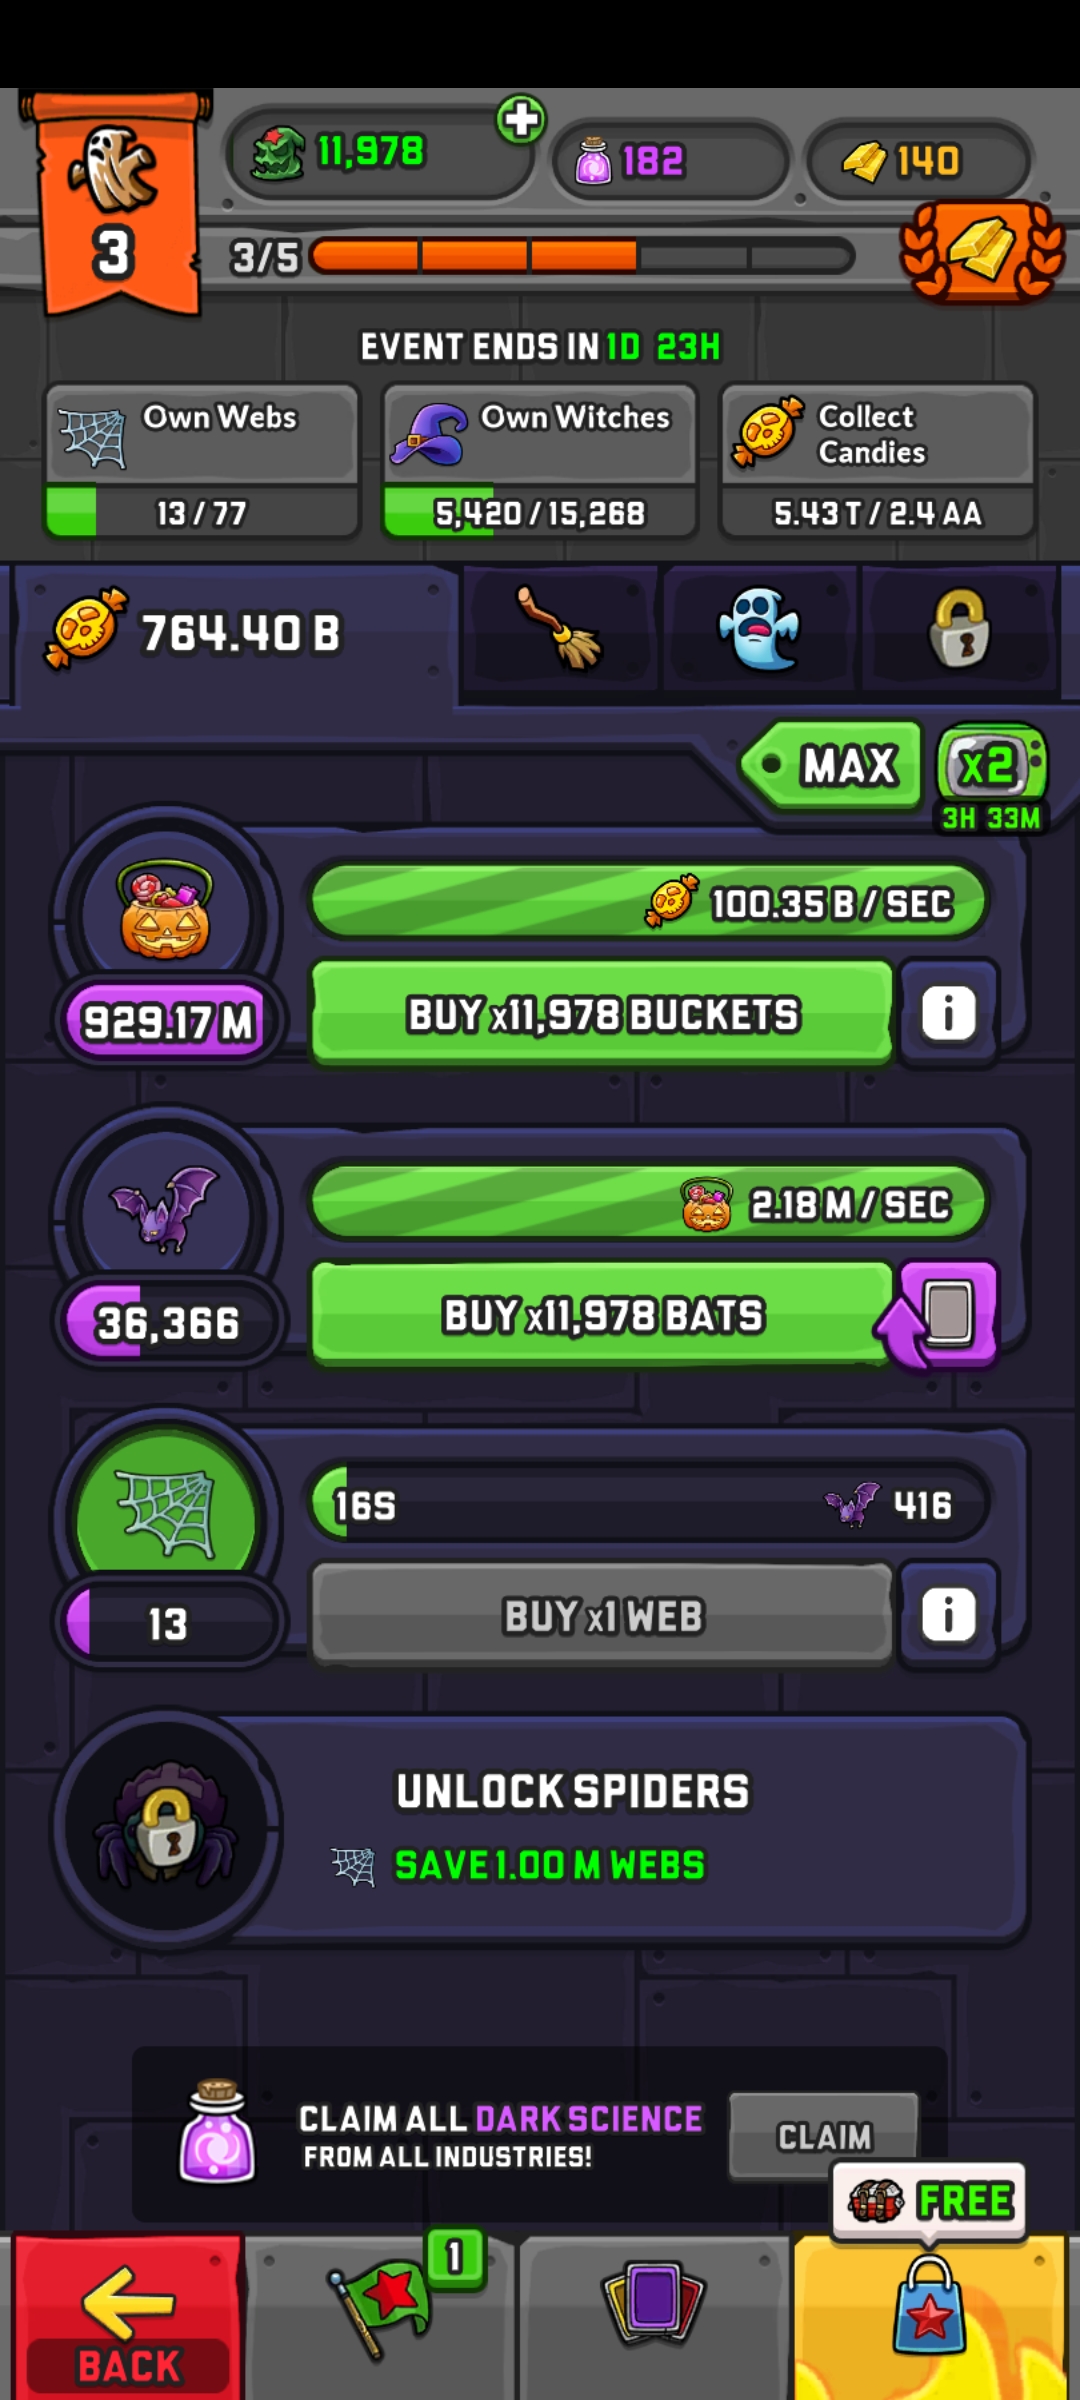 11,978
182
140
3
3/5
EVENT ENDS IN 1D 23H
Own Webs
13/77
Own Witches
5,420/15,268
Collect
Candies
5.43 T/2.4 AA
764.40 B
MAX
x2
3H 33M
100.35 B/SEC
929.17 M
BUY x11,978 BUCKETS
i
2.18 M/SEC
36,366
BUY x11,978 BATS
16S
416
13
BUY x1 WEB
i
UNLOCK SPIDERS
SAVE 1.00 M WEBS
CLAIM ALL DARK SCIENCE
FROM ALL INDUSTRIES!
CLAIM
FREE
1
BACK